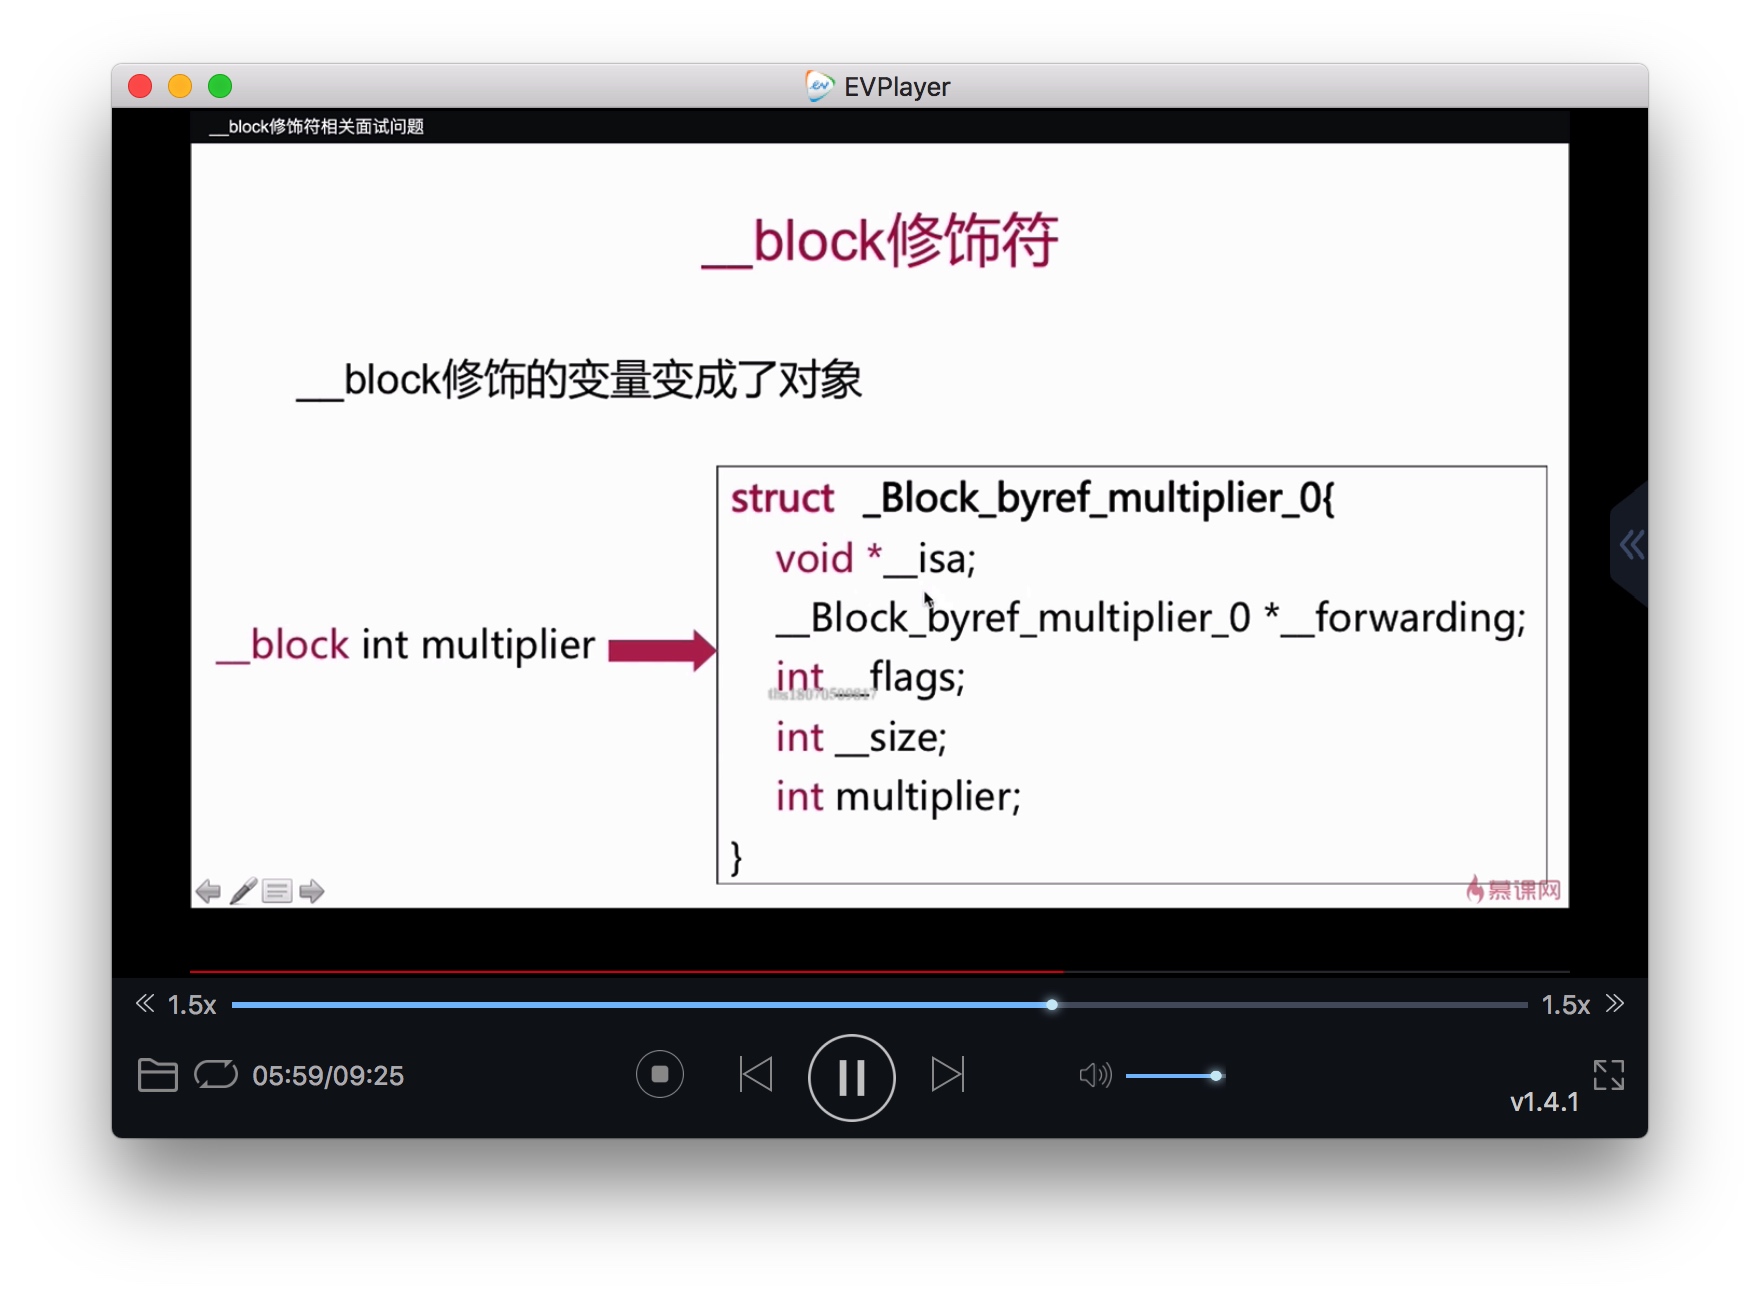 EVPlayer
__block修饰符相关面试问题
__block修饰符
__block修饰的变量变成了对象
__block int multiplier
struct _Block_byref_multiplier_0{
void *__isa;
__Block_byref_multiplier_0 *__forwarding;
int __flags;
int __size;
int multiplier;
}
慕课网
1.5x
1.5x
05:59/09:25
v1.4.1